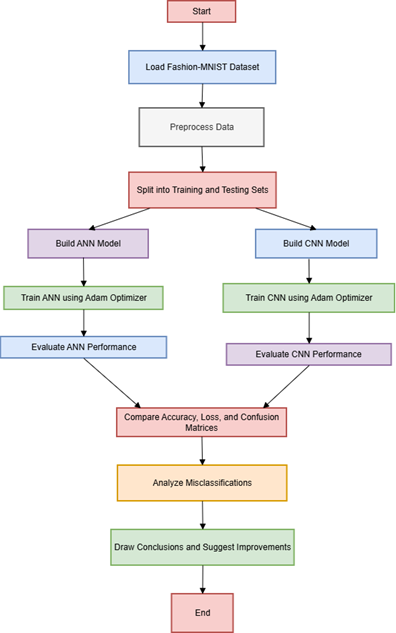 Start
Load Fashion-MNIST Dataset
Preprocess Data
Split into Training and Testing Sets
Build ANN Model
Build CNN Model
Train ANN using Adam Optimizer
Train CNN using Adam Optimizer
Evaluate ANN Performance
Evaluate CNN Performance
Compare Accuracy, Loss, and Confusion
Matrices
Analyze Misclassifications
Draw Conclusions and Suggest Improvements
End